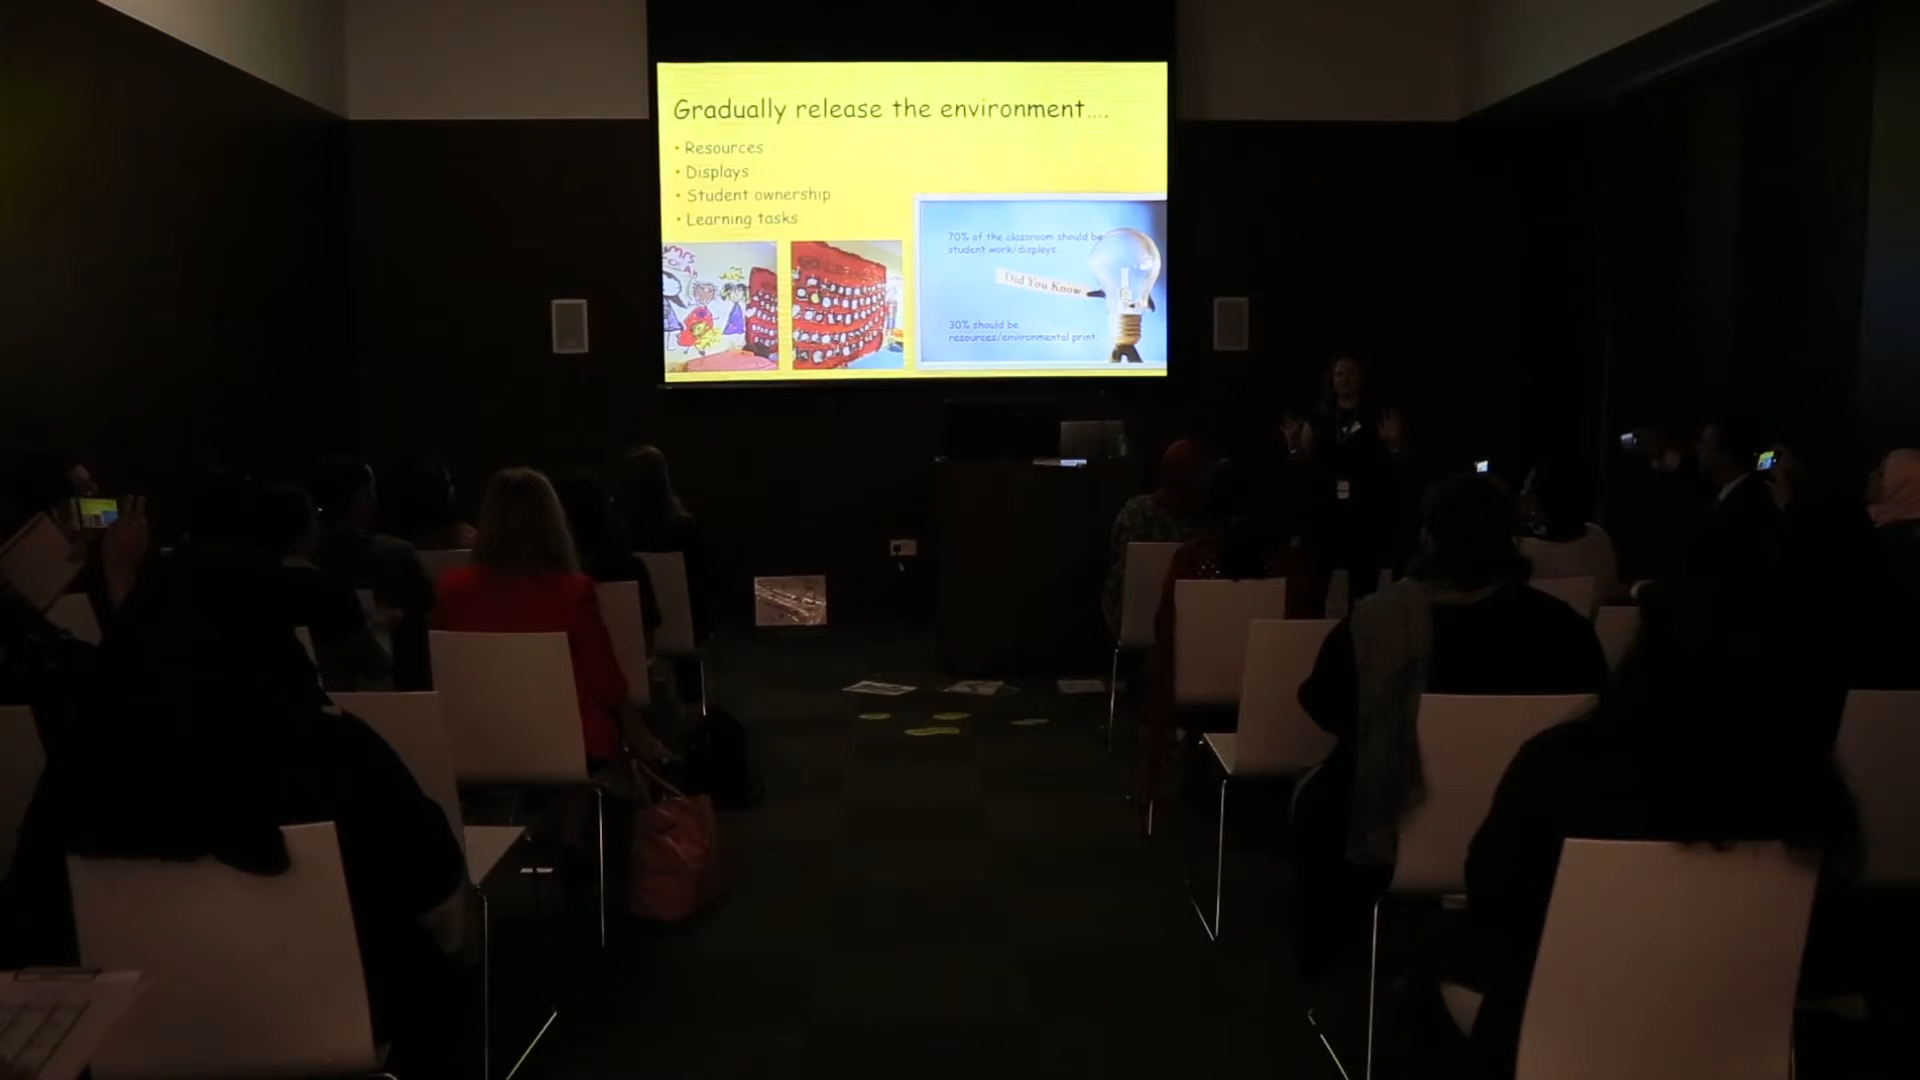 Gradually release the environment....
• Resources
• Displays
• Student ownership
• Learning tasks
70% of the classroom should be
student work/displays
Did You Know
30% should be
resources/environmental print
mrs